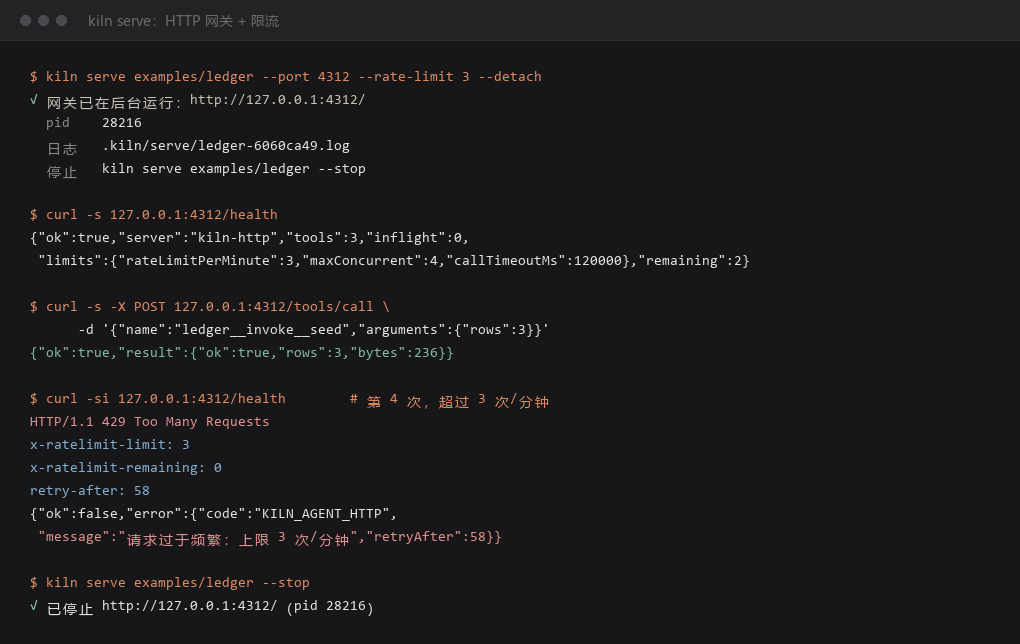 kiln serve：HTTP 网关 + 限流
$ kiln serve examples/ledger --port 4312 --rate-limit 3 --detach
√ 网关已在后台运行：http://127.0.0.1:4312/
pid 28216
日志 .kiln/serve/ledger-6060ca49.log
停止 kiln serve examples/ledger --stop
$ curl -s 127.0.0.1:4312/health
{"ok":true,"server":"kiln-http","tools":3,"inflight":0,
"limits":{"rateLimitPerMinute":3,"maxConcurrent":4,"callTimeoutMs":120000},"remaining":2}
$ curl -s -X POST 127.0.0.1:4312/tools/call \
-d '{"name":"ledger__invoke__seed","arguments":{"rows":3}}'
{"ok":true,"result":{"ok":true,"rows":3,"bytes":236}}
$ curl -si 127.0.0.1:4312/health # 第 4 次，超过 3 次/分钟
HTTP/1.1 429 Too Many Requests
x-ratelimit-limit: 3
x-ratelimit-remaining: 0
retry-after: 58
{"ok":false,"error":{"code":"KILN_AGENT_HTTP",
"message":"请求过于频繁：上限 3 次/分钟","retryAfter":58}}
$ kiln serve examples/ledger --stop
√ 已停止 http://127.0.0.1:4312/（pid 28216）